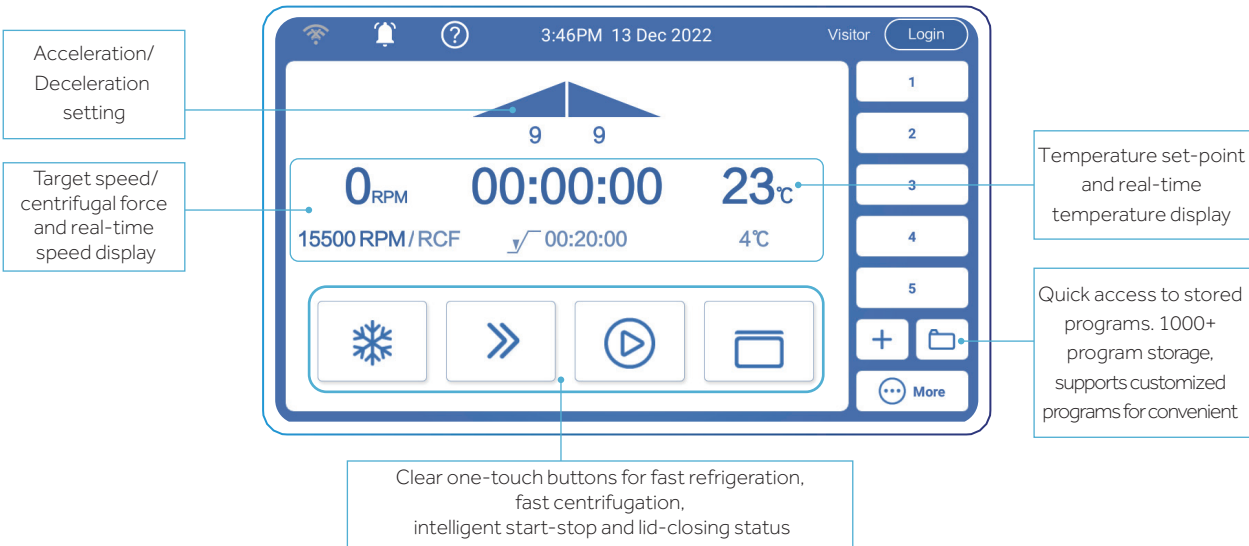 3:46PM 13 Dec 2022
Visitor
Login
Acceleration/
Deceleration
setting
9 9
Target speed/
centrifugal force
and real-time
speed display
0 RPM 00:00:00 23℃
15500 RPM / RCF 00:20:00 4℃
1
2
3
4
5
More
Temperature set-point
and real-time
temperature display
Quick access to stored
programs. 1000+
program storage,
supports customized
programs for convenient
Clear one-touch buttons for fast refrigeration,
fast centrifugation,
intelligent start-stop and lid-closing status